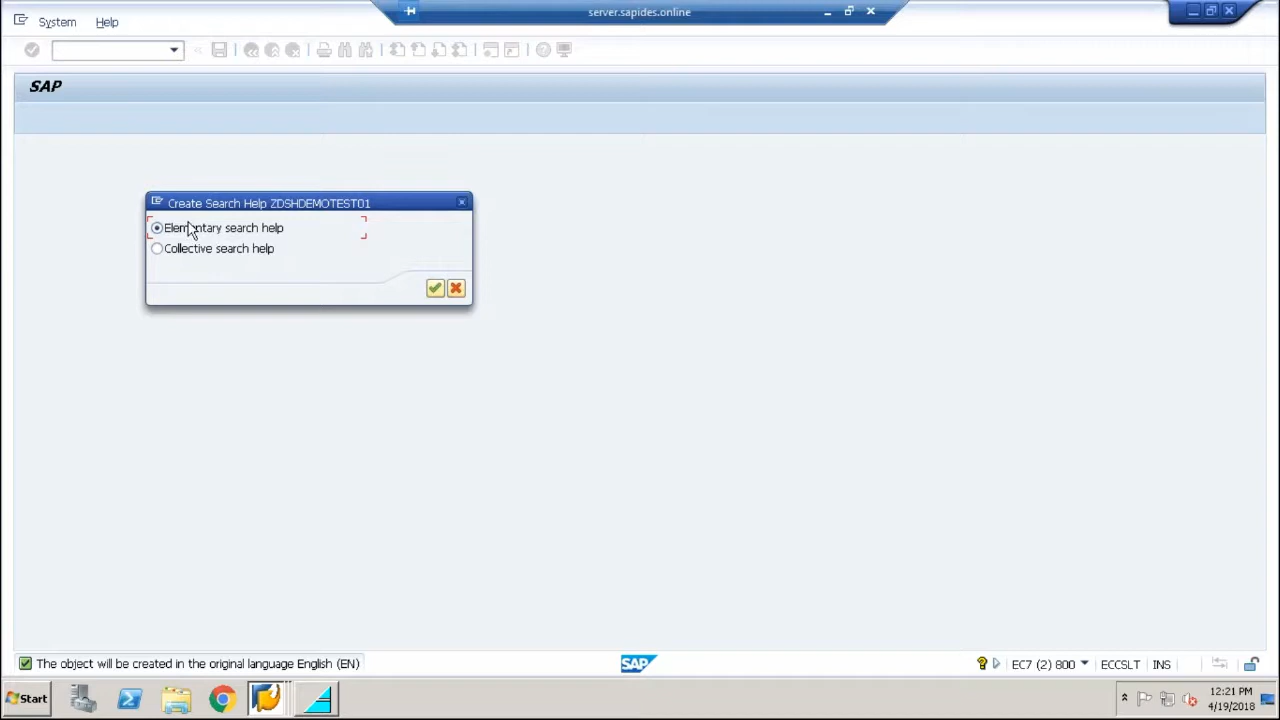 server.sapides.online
System Help
SAP
Create Search Help ZDSHDEMOTEST01
Elementary search help
Collective search help
The object will be created in the original language English (EN)
SAP
EC7 (2) 800
ECCSLT
INS
Start
12:21 PM
4/19/2018